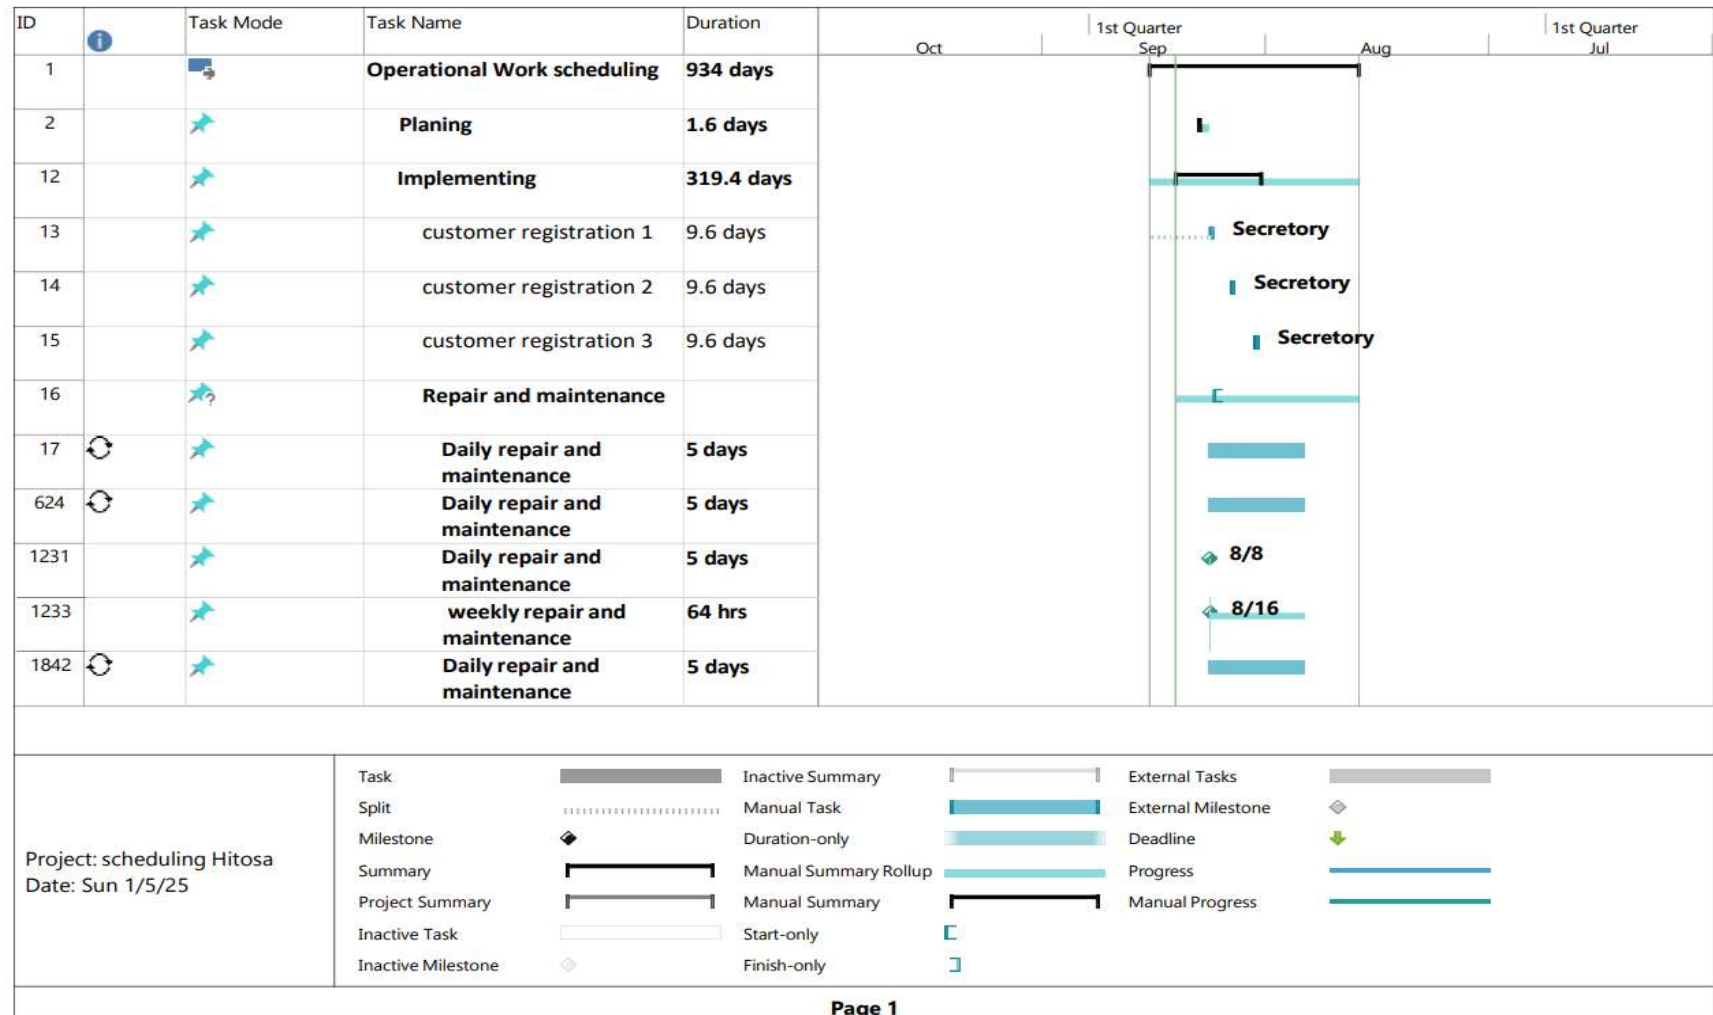 ID Task Mode Task Name Duration
1st Quarter 1st Quarter
Oct Sep Aug Jul
1 Operational Work scheduling 934 days
2 Planing 1.6 days
12 Implementing 319.4 days
13 customer registration 1 9.6 days Secretory
14 customer registration 2 9.6 days Secretory
15 customer registration 3 9.6 days Secretory
16 Repair and maintenance
17 Daily repair and 5 days
maintenance
624 Daily repair and 5 days
maintenance
1231 Daily repair and 5 days 8/8
maintenance
1233 weekly repair and 64 hrs 8/16
maintenance
1842 Daily repair and 5 days
maintenance
Project: scheduling Hitosa
Date: Sun 1/5/25
Task Inactive Summary External Tasks
Split Manual Task External Milestone
Milestone Duration-only Deadline
Summary Manual Summary Rollup Progress
Project Summary Manual Summary Manual Progress
Inactive Task Start-only
Inactive Milestone Finish-only
Page 1